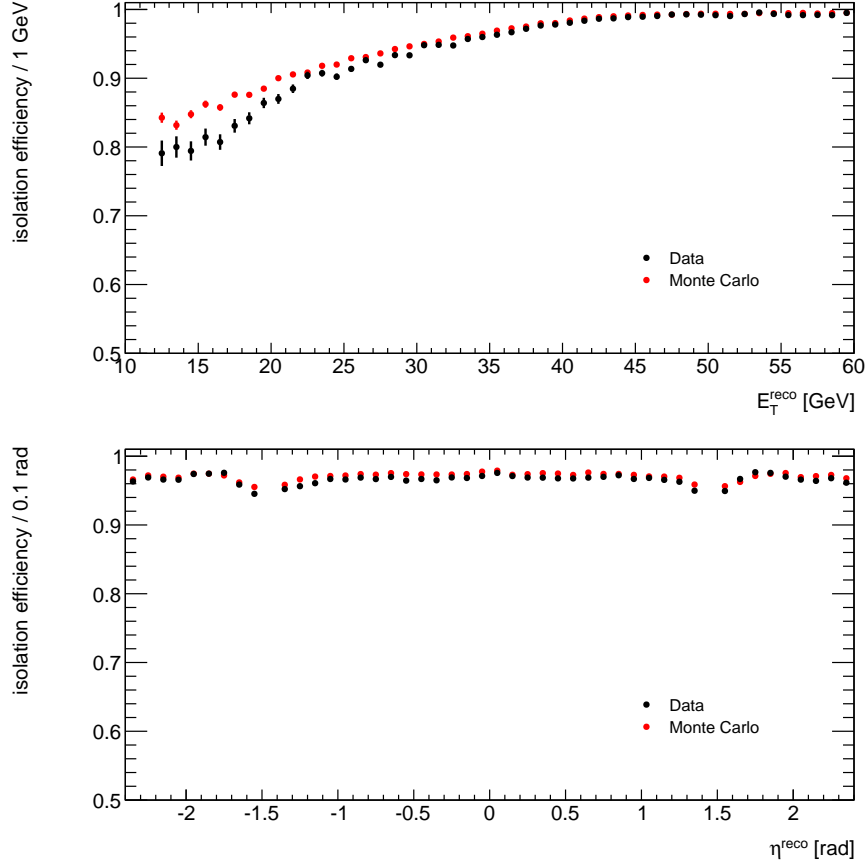 isolation efficiency / 1 GeV
1
0.9
0.8
0.7
0.6
0.5
Data
Monte Carlo
10 15 20 25 30 35 40 45 50 55 60
E_T^reco [GeV]
isolation efficiency / 0.1 rad
1
0.9
0.8
0.7
0.6
0.5
Data
Monte Carlo
-2 -1.5 -1 -0.5 0 0.5 1 1.5 2
η^reco [rad]